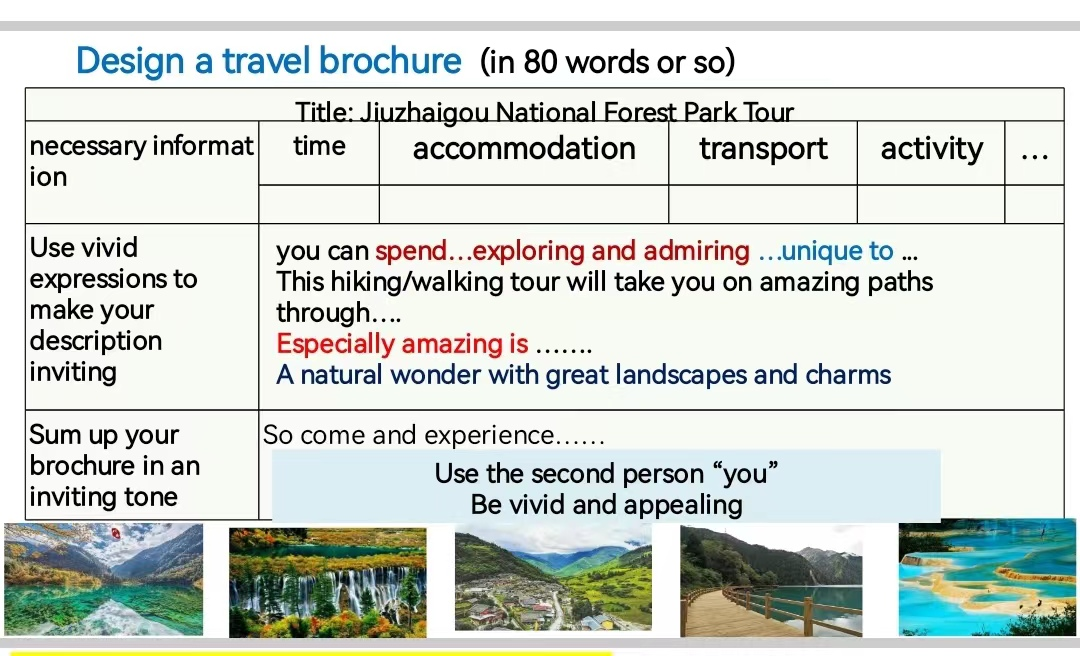 Design a travel brochure (in 80 words or so)
Title: Jiuzhaigou National Forest Park Tour
necessary informat
ion
time
accommodation
transport
activity
...
Use vivid
expressions to
make your
description
inviting
you can spend...exploring and admiring ...unique to ...
This hiking/walking tour will take you on amazing paths
through....
Especially amazing is .......
A natural wonder with great landscapes and charms
Sum up your
brochure in an
inviting tone
So come and experience......
Use the second person “you”
Be vivid and appealing